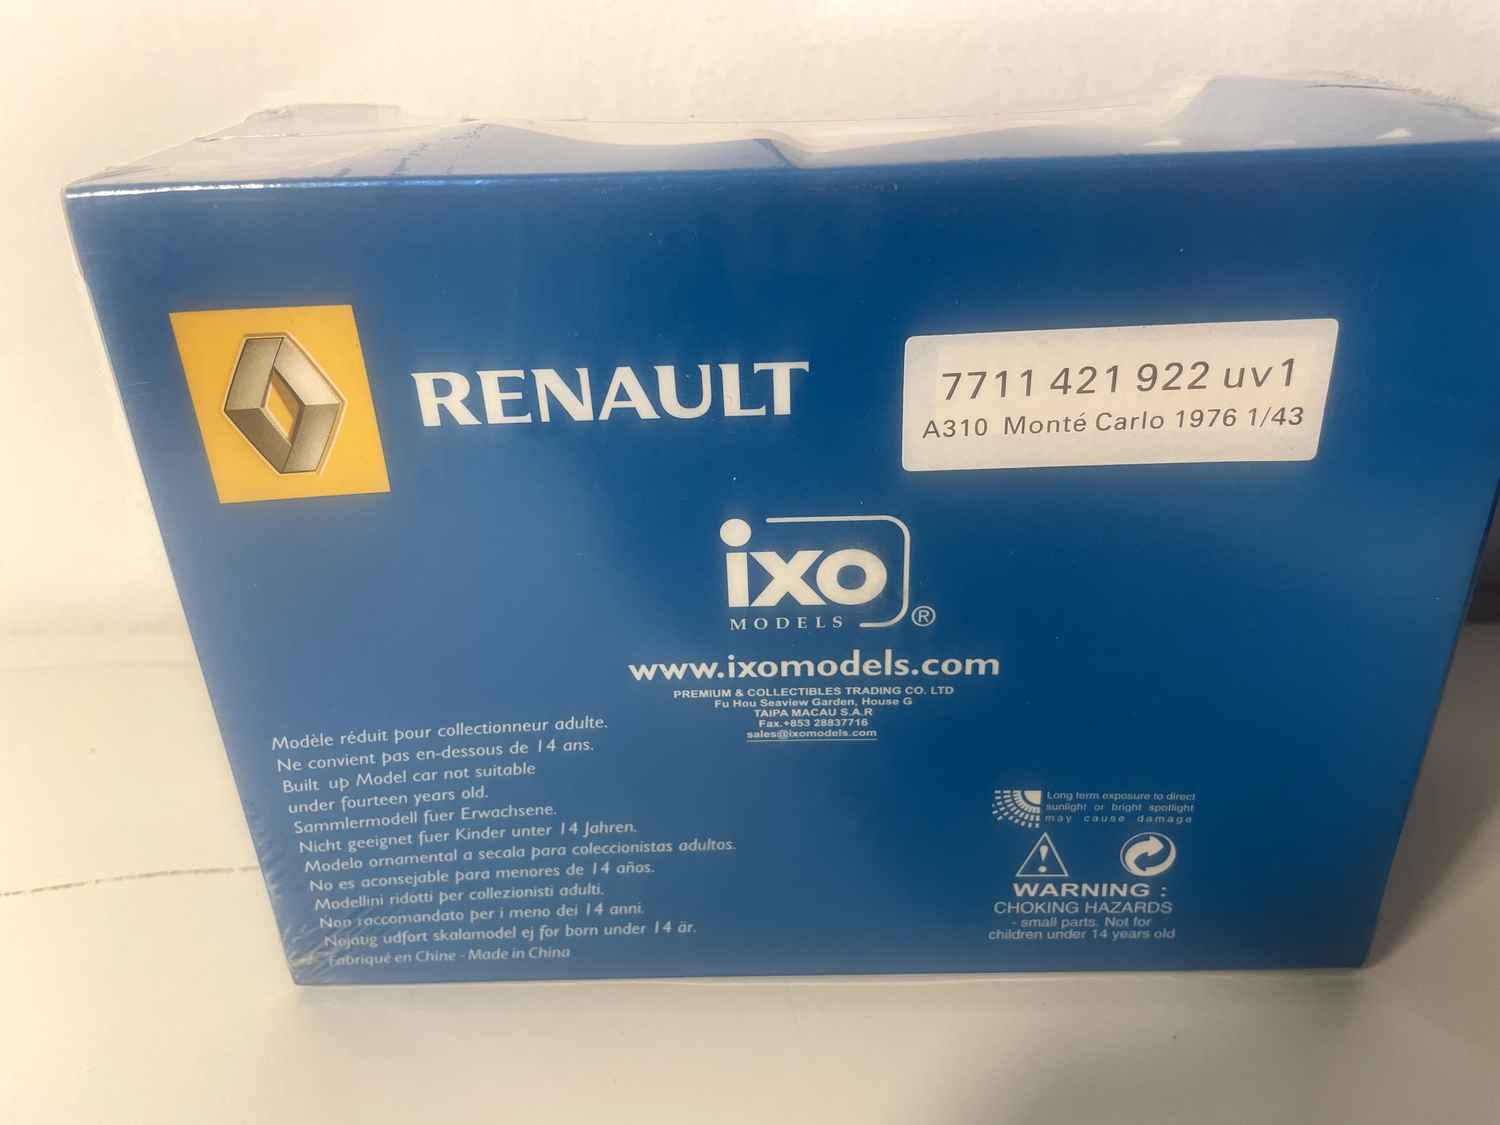 RENAULT
7711 421 922 uv1
A310 Monté Carlo 1976 1/43
ixo
MODELS ®
www.ixomodels.com
PREMIUM & COLLECTIBLES TRADING CO. LTD
Fu Hou Seaview Garden, House G
TAIPA MACAU S.A.R
Fax.+853 28837716
sales@ixomodels.com
Modèle réduit pour collectionneur adulte.
Ne convient pas en-dessous de 14 ans.
Built up Model car not suitable
under fourteen years old.
Sammlermodell fuer Erwachsene.
Nicht geeignet fuer Kinder unter 14 Jahren.
Modelo ornamental a secala para coleccionistas adultos.
No es aconsejable para menores de 14 años.
Modellini ridotti per collezionisti adulti.
Non raccomandato per i meno dei 14 anni.
Nojotig udfort skalamodel ej for born under 14 är.
Fabriqué en Chine - Made in China
Long term exposure to direct
sunlight or bright spotlight
may cause damage
WARNING :
CHOKING HAZARDS
- small parts. Not for
children under 14 years old